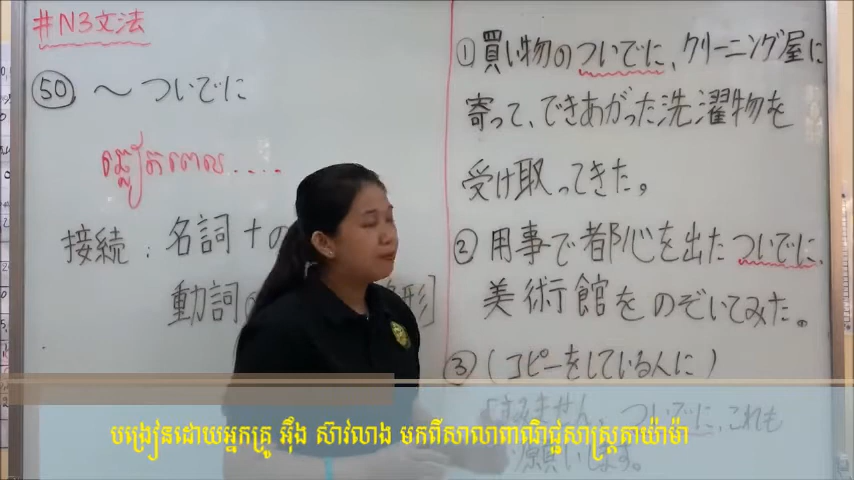 #N3文法
50 〜ついでに
ឆ្លៀតពេល.....
接続：名詞＋の
動詞 形]
① 買い物のついでに、クリーニング屋に
寄って、できあがった洗濯物を
受け取ってきた。
② 用事で都心を出たついでに、
美術館をのぞいてみた。
③ (コピーをしている人に)
「すみません、ついでに、これも
お願いします。
បង្រៀនដោយអ្នកគ្រូ អ៊ឹង ស៊ាវលាង មកពីសាលាពាណិជ្ជសាស្ត្រតាយ៉ាម៉ា